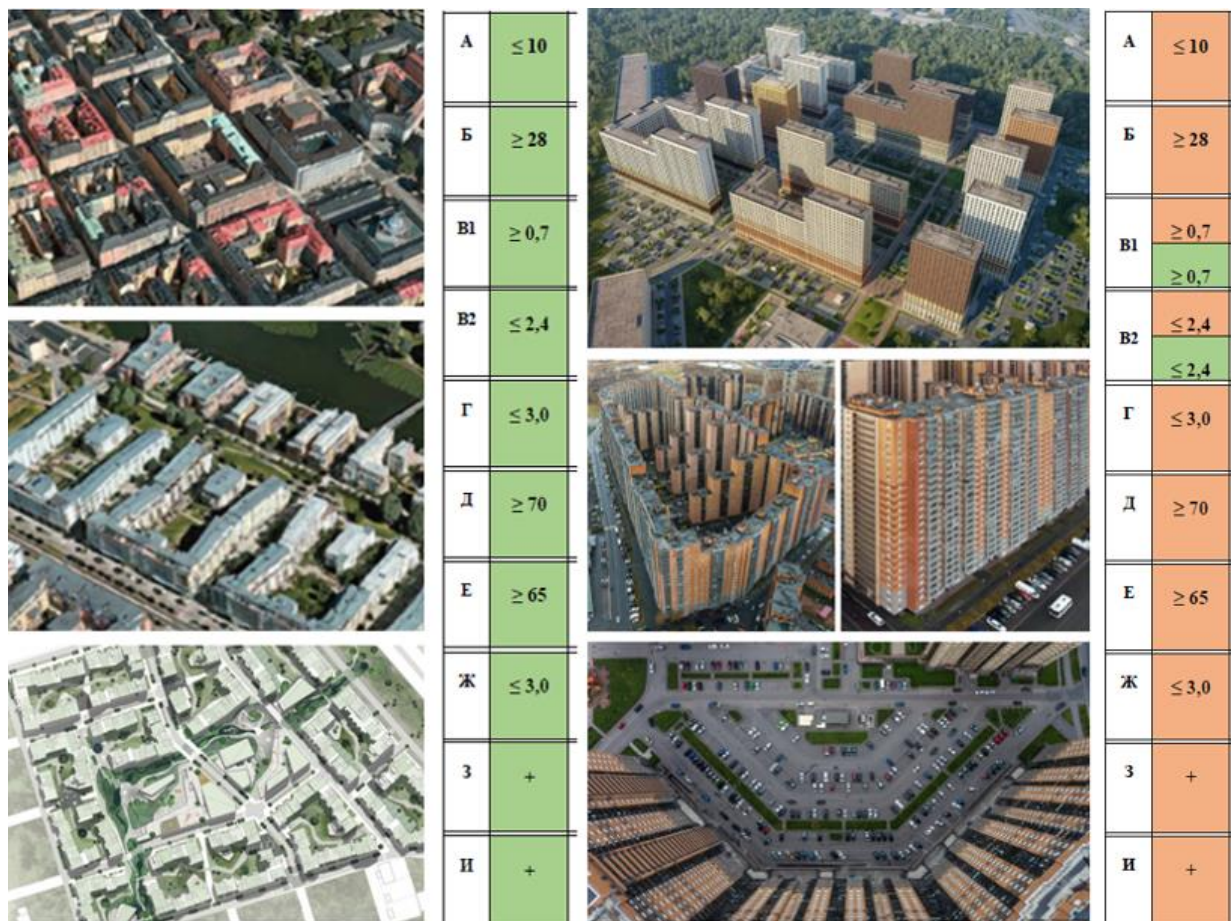 А ≤ 10
Б ≥ 28
В1 ≥ 0,7
В2 ≤ 2,4
Г ≤ 3,0
Д ≥ 70
Е ≥ 65
Ж ≤ 3,0
З +
И +
А ≤ 10
Б ≥ 28
В1 ≥ 0,7
≥ 0,7
В2 ≤ 2,4
≤ 2,4
Г ≤ 3,0
Д ≥ 70
Е ≥ 65
Ж ≤ 3,0
З +
И +